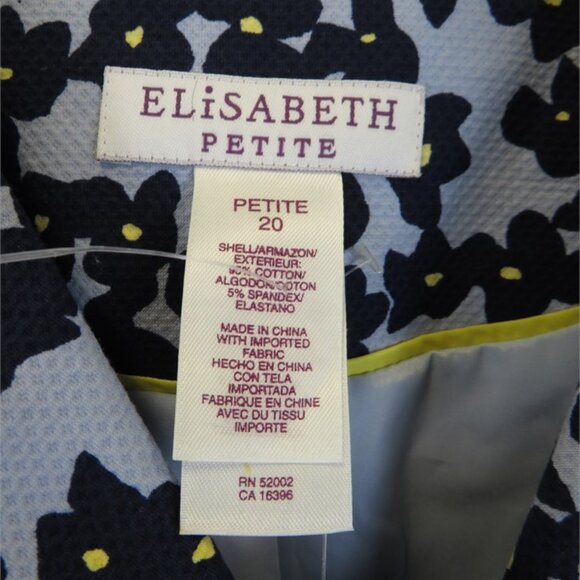 ELiSABETH
PETITE
PETITE
20
SHELL/ARMAZON/
EXTERIEUR:
95% COTTON/
ALGODON/COTON
5% SPANDEX/
ELASTANO
MADE IN CHINA
WITH IMPORTED
FABRIC
HECHO EN CHINA
CON TELA
IMPORTADA
FABRIQUE EN CHINE
AVEC DU TISSU
IMPORTE
RN 52002
CA 16396